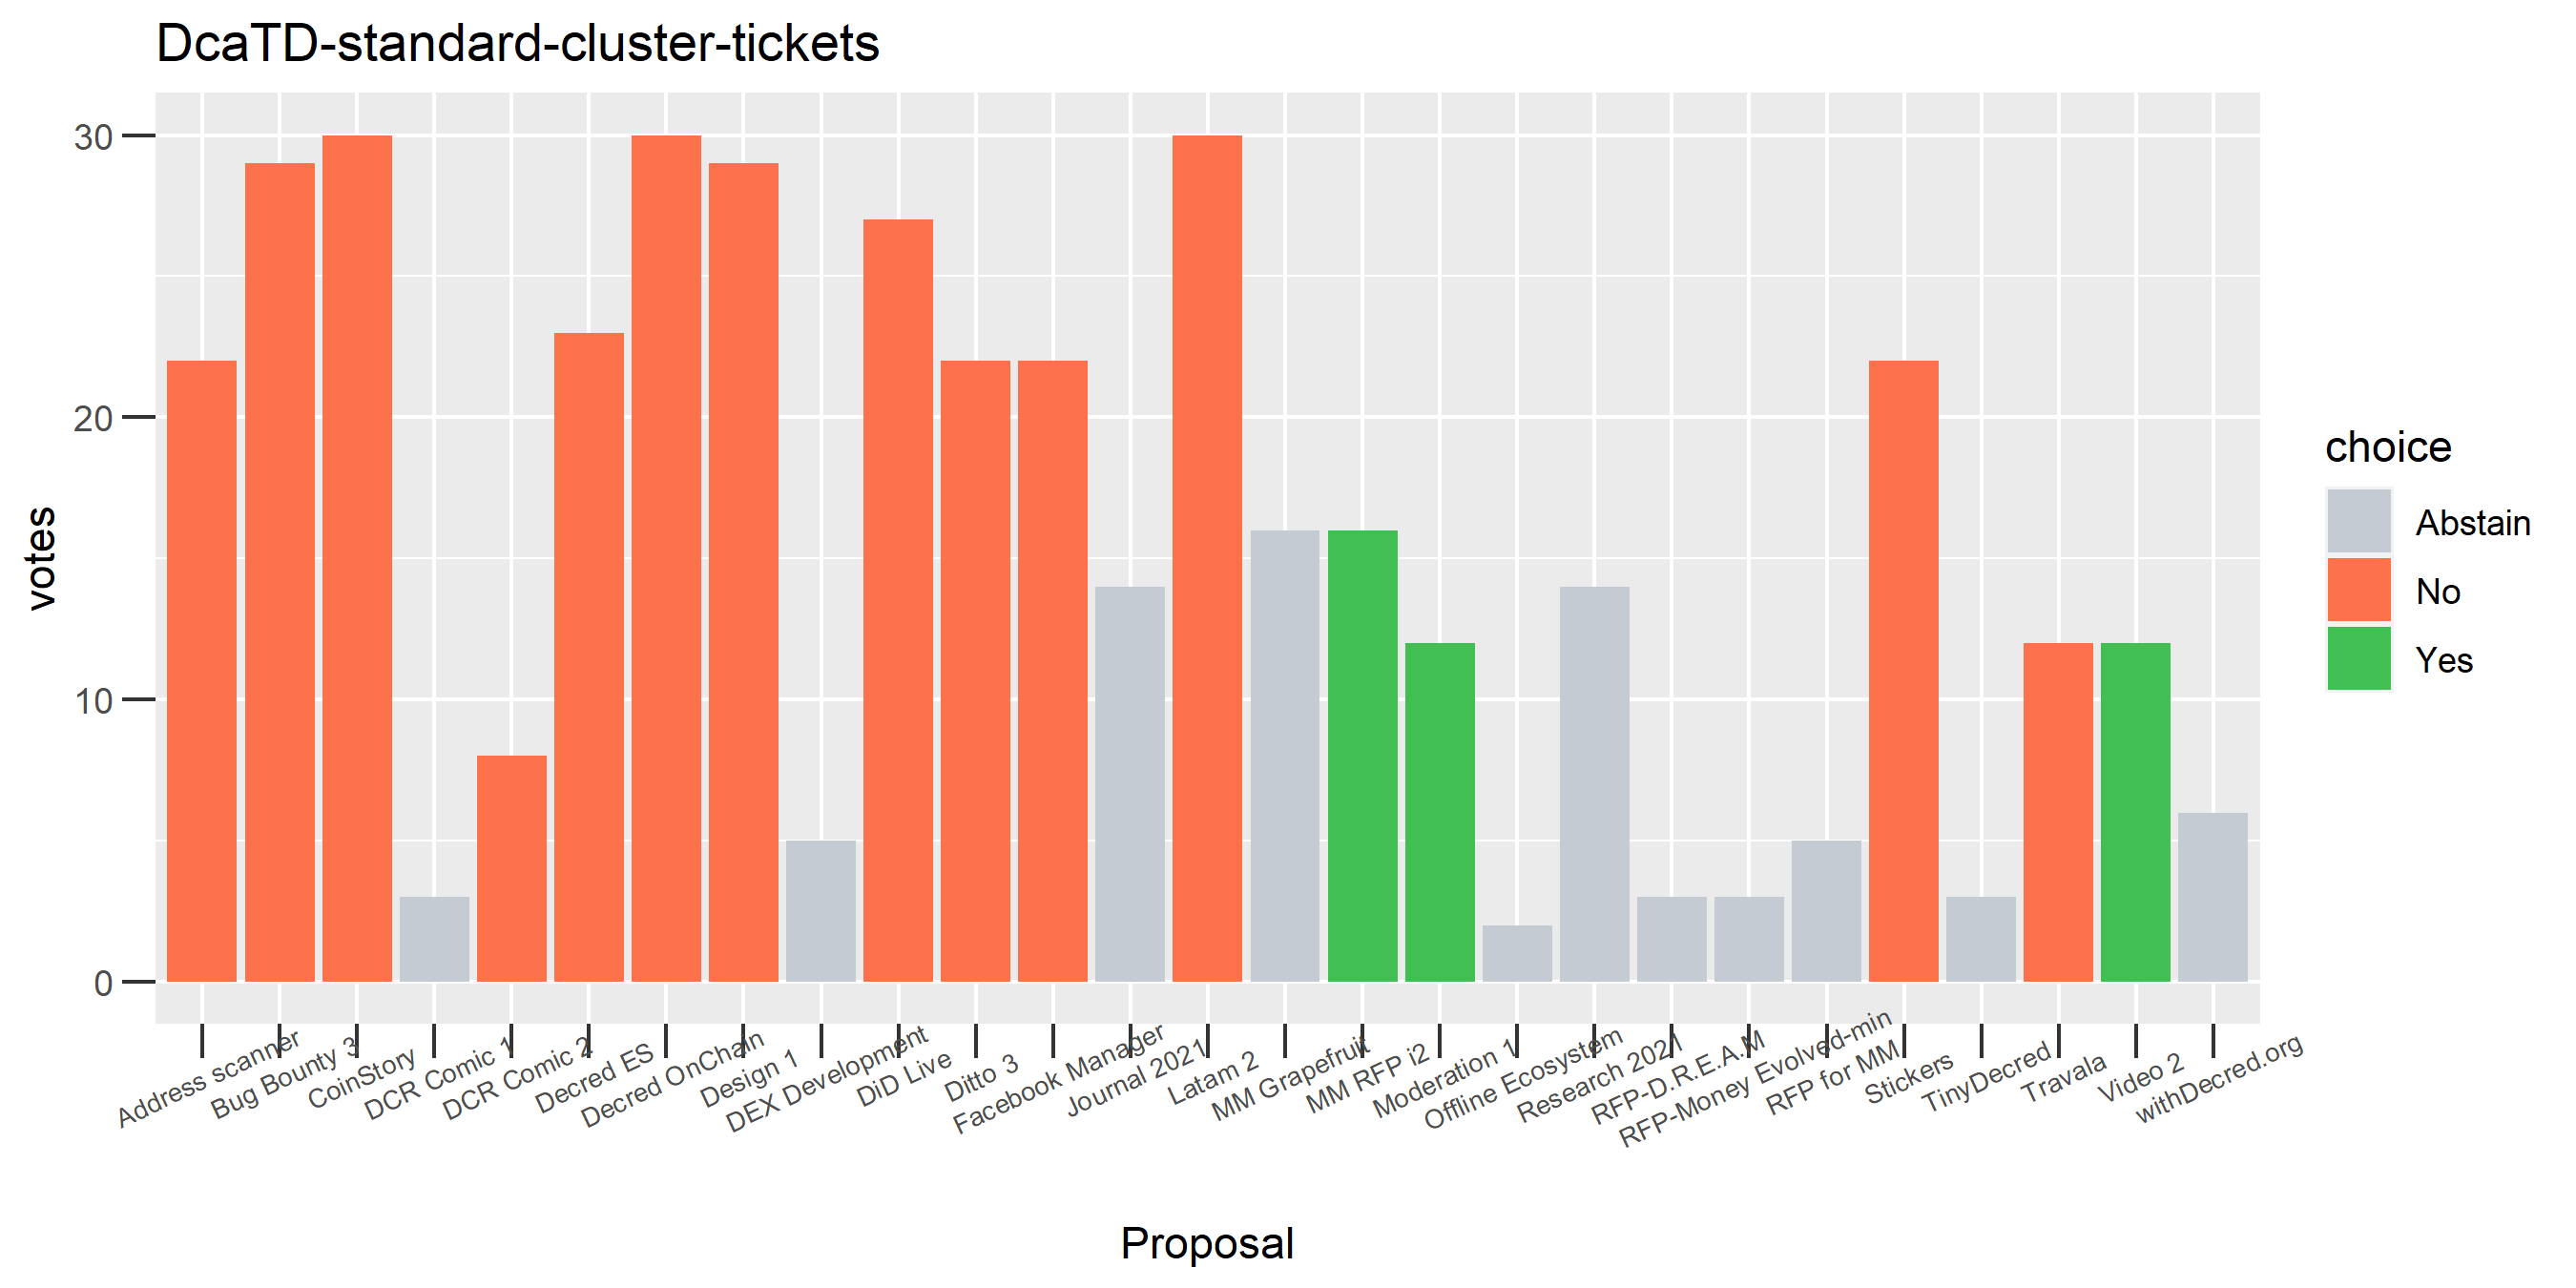 DcaTD-standard-cluster-tickets
30
20
10
0
votes
Address scanner
Bug Bounty 3
CoinStory
DCR Comic 1
DCR Comic 2
Decred ES
Decred OnChain
Design 1
DEX Development
DiD Live
Ditto 3
Facebook Manager
Journal 2021
Latam 2
MM Grapefruit
MM RFP i2
Moderation 1
Offline Ecosystem
Research 2021
RFP-D.R.E.A.M
RFP-Money Evolved-min
RFP for MM
Stickers
TinyDecred
Travala
Video 2
withDecred.org
Proposal
choice
Abstain
No
Yes